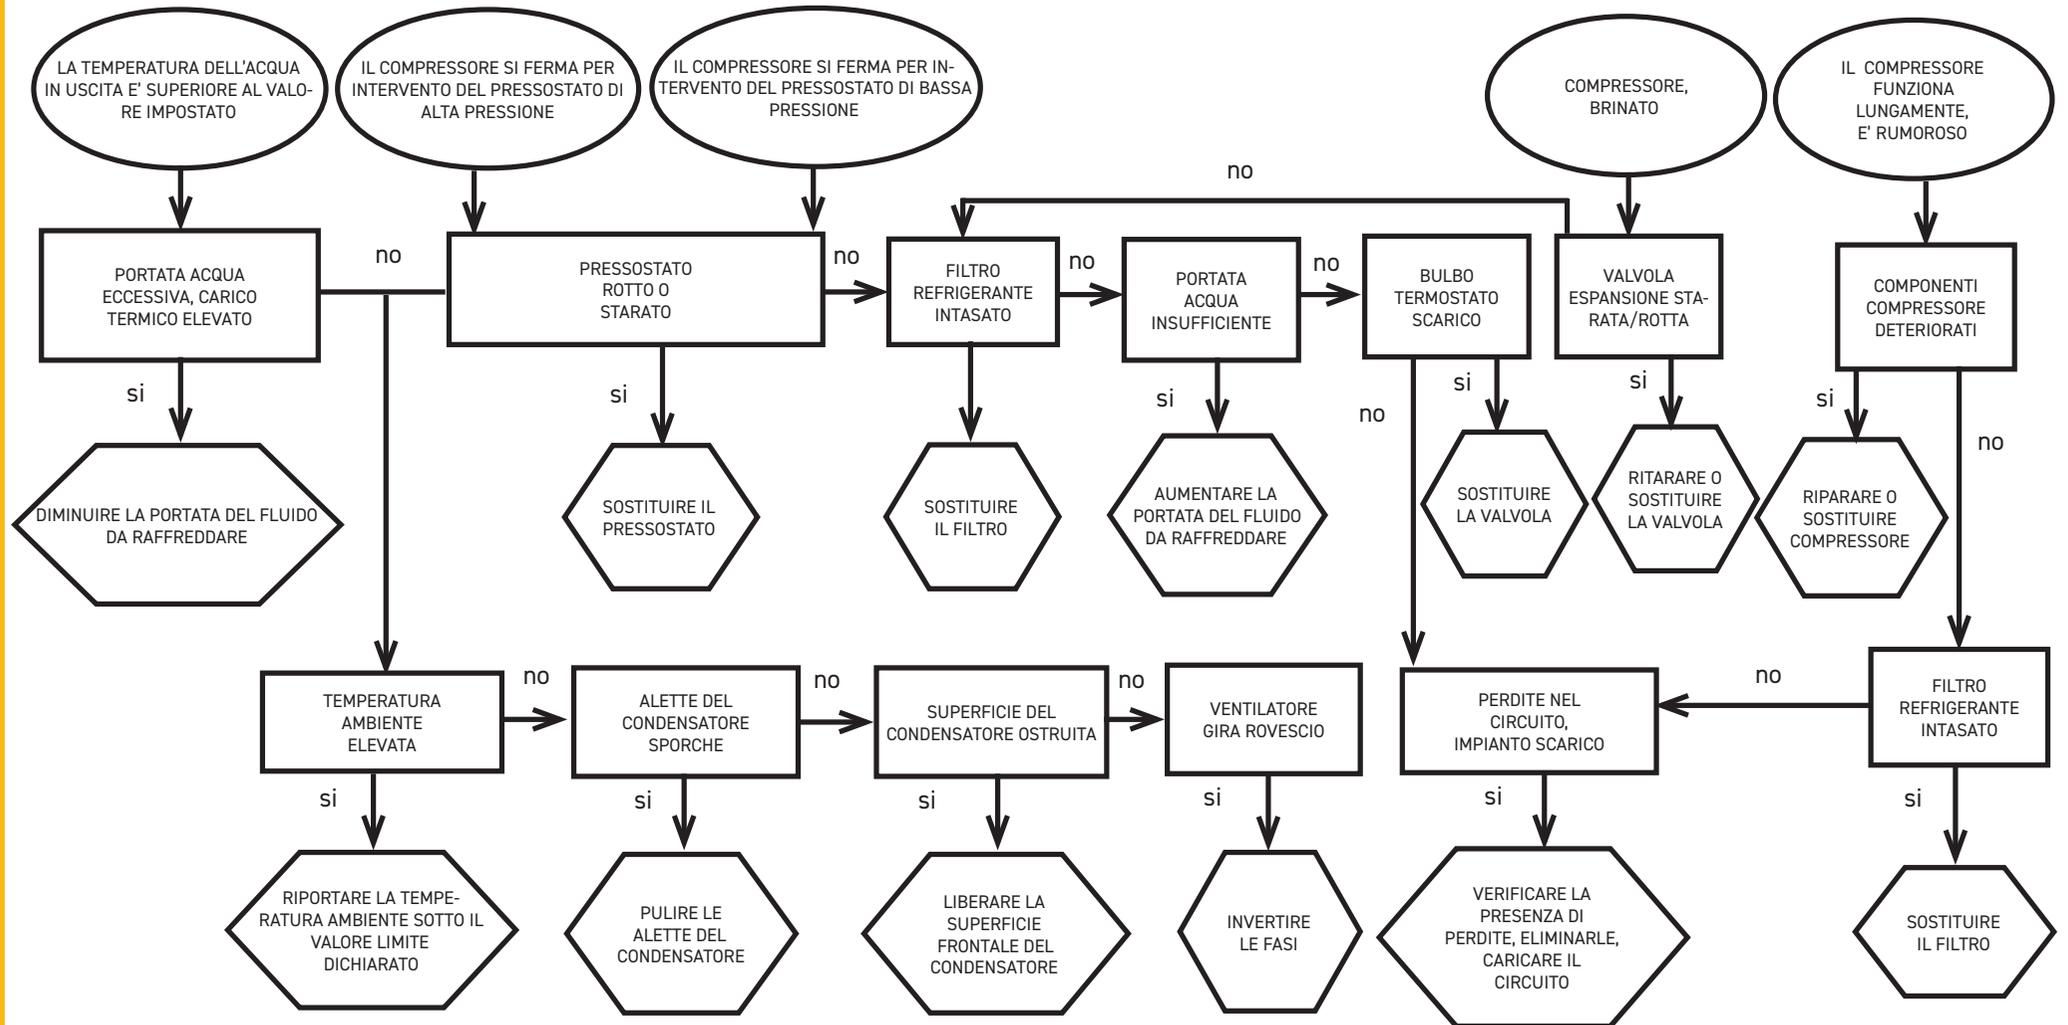 LA TEMPERATURA DELL'ACQUA
IN USCITA E' SUPERIORE AL VALO-
RE IMPOSTATO
IL COMPRESSORE SI FERMA PER
INTERVENTO DEL PRESSOSTATO DI
ALTA PRESSIONE
IL COMPRESSORE SI FERMA PER IN-
TERVENTO DEL PRESSOSTATO DI BASSA
PRESSIONE
COMPRESSORE,
BRINATO
IL COMPRESSORE
FUNZIONA
LUNGAMENTE,
E' RUMOROSO
no
PORTATA ACQUA
ECCESSIVA, CARICO
TERMICO ELEVATO
no
PRESSOSTATO
ROTTO O
STARATO
no
FILTRO
REFRIGERANTE
INTASATO
no
PORTATA
ACQUA
INSUFFICIENTE
no
BULBO
TERMOSTATO
SCARICO
VALVOLA
ESPANSIONE STA-
RATA/ROTTA
COMPONENTI
COMPRESSORE
DETERIORATI
si
si
si
no
si
si
si
no
DIMINUIRE LA PORTATA DEL FLUIDO
DA RAFFREDDARE
SOSTITUIRE IL
PRESSOSTATO
SOSTITUIRE
IL FILTRO
AUMENTARE LA
PORTATA DEL FLUIDO
DA RAFFREDDARE
SOSTITUIRE
LA VALVOLA
RITARARE O
SOSTITUIRE
LA VALVOLA
RIPARARE O
SOSTITUIRE
COMPRESSORE
TEMPERATURA
AMBIENTE
ELEVATA
no
ALETTE DEL
CONDENSATORE
SPORCHE
no
SUPERFICIE DEL
CONDENSATORE OSTRUITA
no
VENTILATORE
GIRA ROVESCIO
PERDITE NEL
CIRCUITO,
IMPIANTO SCARICO
no
FILTRO
REFRIGERANTE
INTASATO
si
si
si
si
si
si
RIPORTARE LA TEMPE-
RATURA AMBIENTE SOTTO IL
VALORE LIMITE
DICHIARATO
PULIRE LE
ALETTE DEL
CONDENSATORE
LIBERARE LA
SUPERFICIE
FRONTALE DEL
CONDENSATORE
INVERTIRE
LE FASI
VERIFICARE LA
PRESENZA DI
PERDITE, ELIMINARLE,
CARICARE IL
CIRCUITO
SOSTITUIRE
IL FILTRO